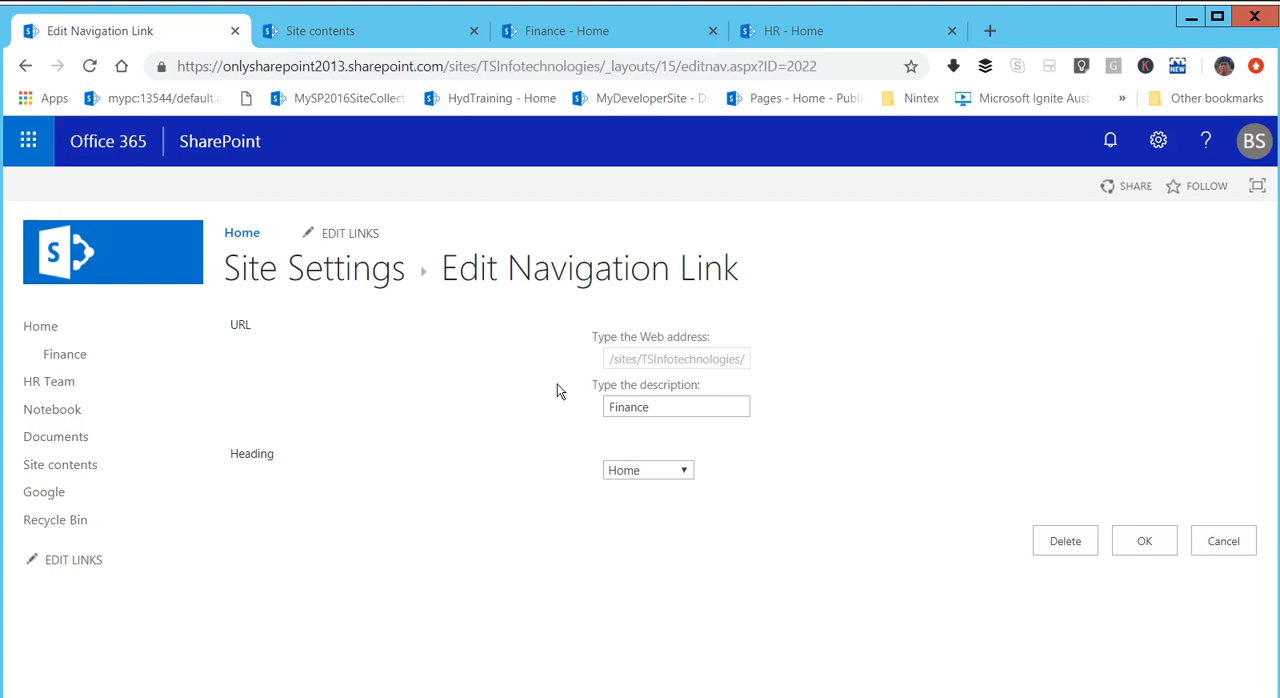 Edit Navigation Link
Site contents
Finance - Home
HR - Home
https://onlysharepoint2013.sharepoint.com/sites/TSInfotechnologies/_layouts/15/editnav.aspx?ID=2022
Apps
mypc:13544/default.
MySP2016SiteCollect
HydTraining - Home
MyDeveloperSite - D
Pages - Home - Publi
Nintex
Microsoft Ignite Aust
»
Other bookmarks
Office 365
SharePoint
?
BS
SHARE
FOLLOW
S
Home
EDIT LINKS
Site Settings ▸ Edit Navigation Link
Home
Finance
HR Team
Notebook
Documents
Site contents
Google
Recycle Bin
EDIT LINKS
URL
Type the Web address:
/sites/TSInfotechnologies/
Type the description:
Finance
Heading
Home
Delete
OK
Cancel